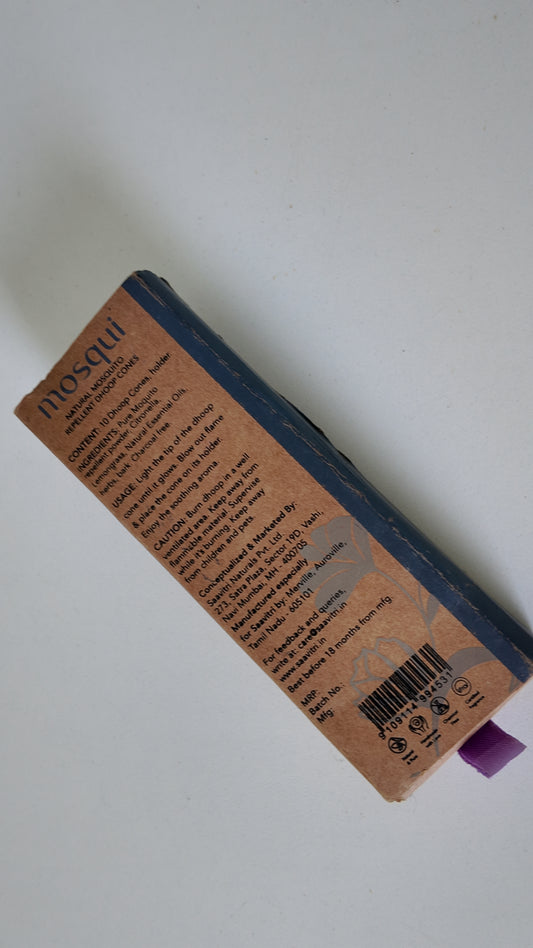 mosqui
NATURAL MOSQUITO
REPELLENT DHOOP CONES
CONTENT: 10 Dhoop Cones, holder
INGREDIENTS: Pure Mosquito
repellent powder, Citronella,
Lemongrass, Natural Essential Oils,
herbs, bark. Charcoal free
USAGE: Light the tip of the dhoop
cone until it glows. Blow out flame
& place the cone on its holder.
Enjoy the soothing aroma.
CAUTION: Burn dhoop in a well
ventilated area. Keep away from
flammable material. Supervise
while it's burning. Keep away
from children and pets.
Conceptualised & Marketed By:
Saavitri Naturals Pvt. Ltd
273, Satra Plaza, Sector 19D, Vashi,
Navi Mumbai, MH - 400705
Manufactured especially
for Saavitri by: Merville, Auroville,
Tamil Nadu - 605101
For feedback and queries,
write at: care@saavitri.in
www.saavitri.in
Best before 18 months from mfg.
MRP:
Batch No.
Mfg:
9109114994531